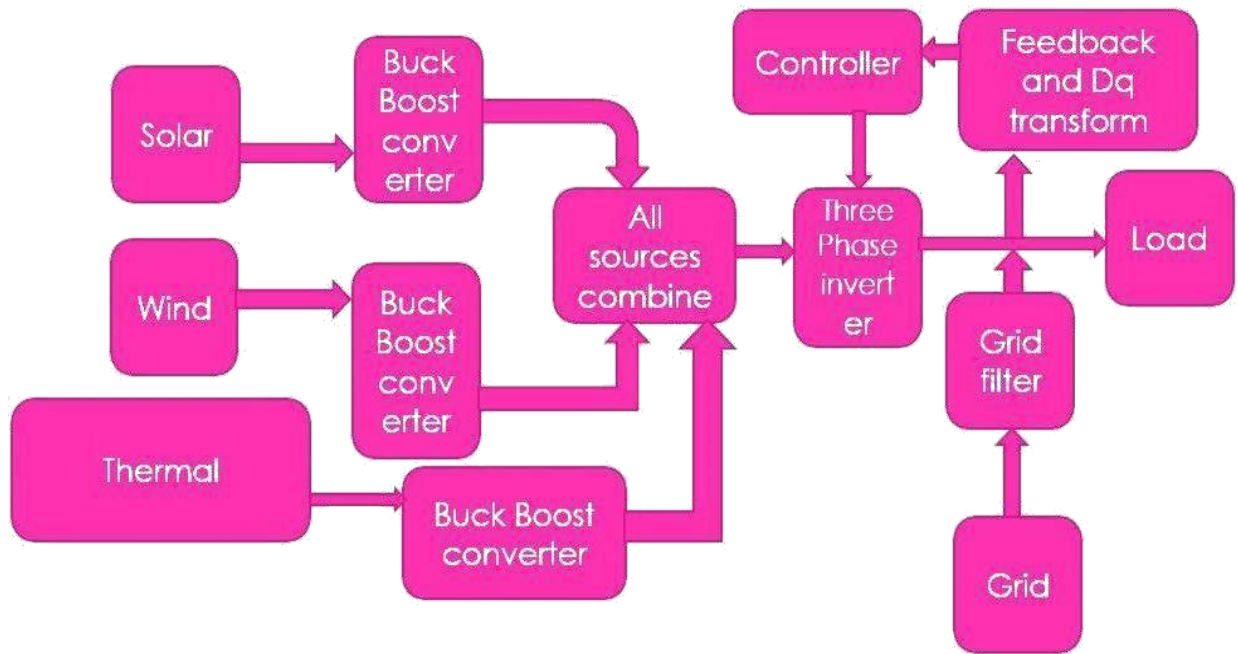 Solar
Buck
Boost
conv
erter
Wind
Buck
Boost
conv
erter
Thermal
Buck Boost
converter
All
sources
combine
Controller
Feedback
and Dq
transform
Three
Phase
invert
er
Load
Grid
filter
Grid